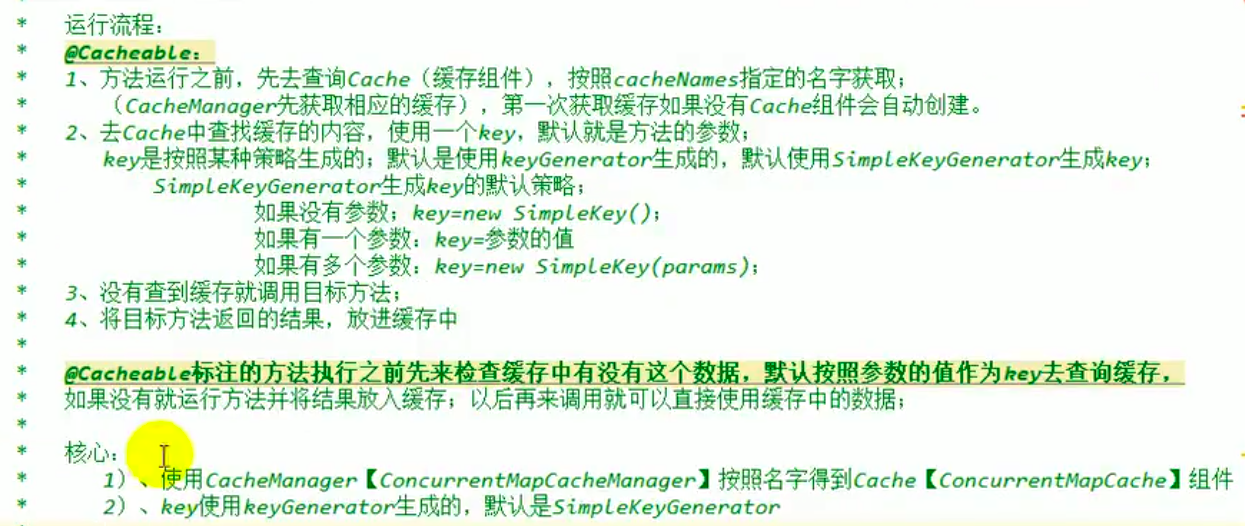 * 运行流程:
* @Cacheable:
* 1、方法运行之前,先去查询Cache(缓存组件),按照cacheNames指定的名字获取;
* (CacheManager先获取相应的缓存),第一次获取缓存如果没有Cache组件会自动创建。
* 2、去Cache中查找缓存的内容,使用一个key,默认就是方法的参数;
* key是按照某种策略生成的;默认是使用keyGenerator生成的,默认使用SimpleKeyGenerator生成key;
* SimpleKeyGenerator生成key的默认策略;
* 如果没有参数;key=new SimpleKey();
* 如果有一个参数:key=参数的值
* 如果有多个参数:key=new SimpleKey(params);
* 3、没有查到缓存就调用目标方法;
* 4、将目标方法返回的结果,放进缓存中
*
* @Cacheable标注的方法执行之前先来检查缓存中有没有这个数据,默认按照参数的值作为key去查询缓存,
* 如果没有就运行方法并将结果放入缓存;以后再来调用就可以直接使用缓存中的数据;
*
* 核心:
* 1)、使用CacheManager【ConcurrentMapCacheManager】按照名字得到Cache【ConcurrentMapCache】组件
* 2)、key使用keyGenerator生成的,默认是SimpleKeyGenerator
*